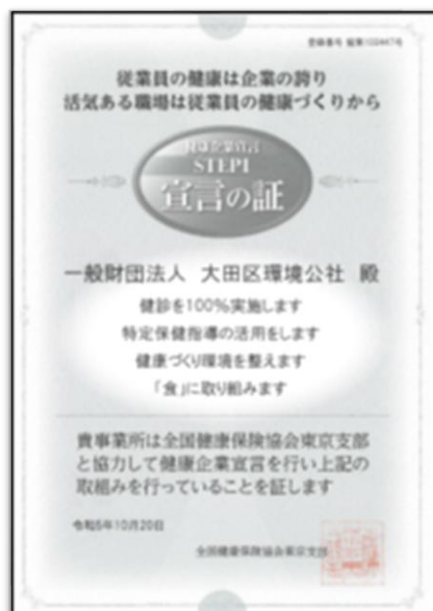 従業員の健康は企業の誇り
活気ある職場は従業員の健康づくりから
健康企業宣言
STEP1
宣言の証
一般財団法人 大田区環境公社 殿
健診を100%実施します
特定保健指導の活用をします
健康づくり環境を整えます
「食」に取り組みます
貴事業所は全国健康保険協会東京支部
と協力して健康企業宣言を行い上記の
取組みを行っていることを証します
全国健康保険協会東京支部